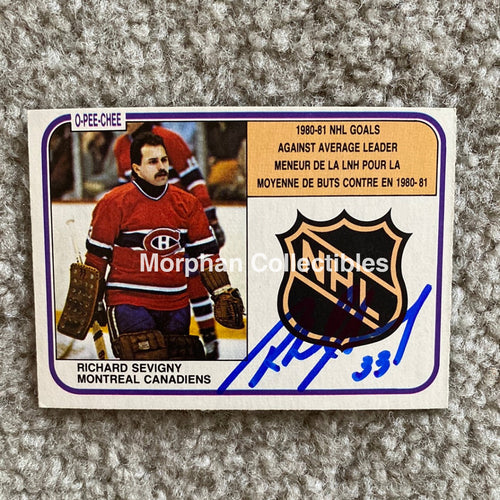 O-PEE-CHEE
1980-81 NHL GOALS
AGAINST AVERAGE LEADER
MENEUR DE LA LNH POUR LA
MOYENNE DE BUTS CONTRE EN 1980-81
NHL
Morphan Collectibles
33
RICHARD SEVIGNY
MONTREAL CANADIENS